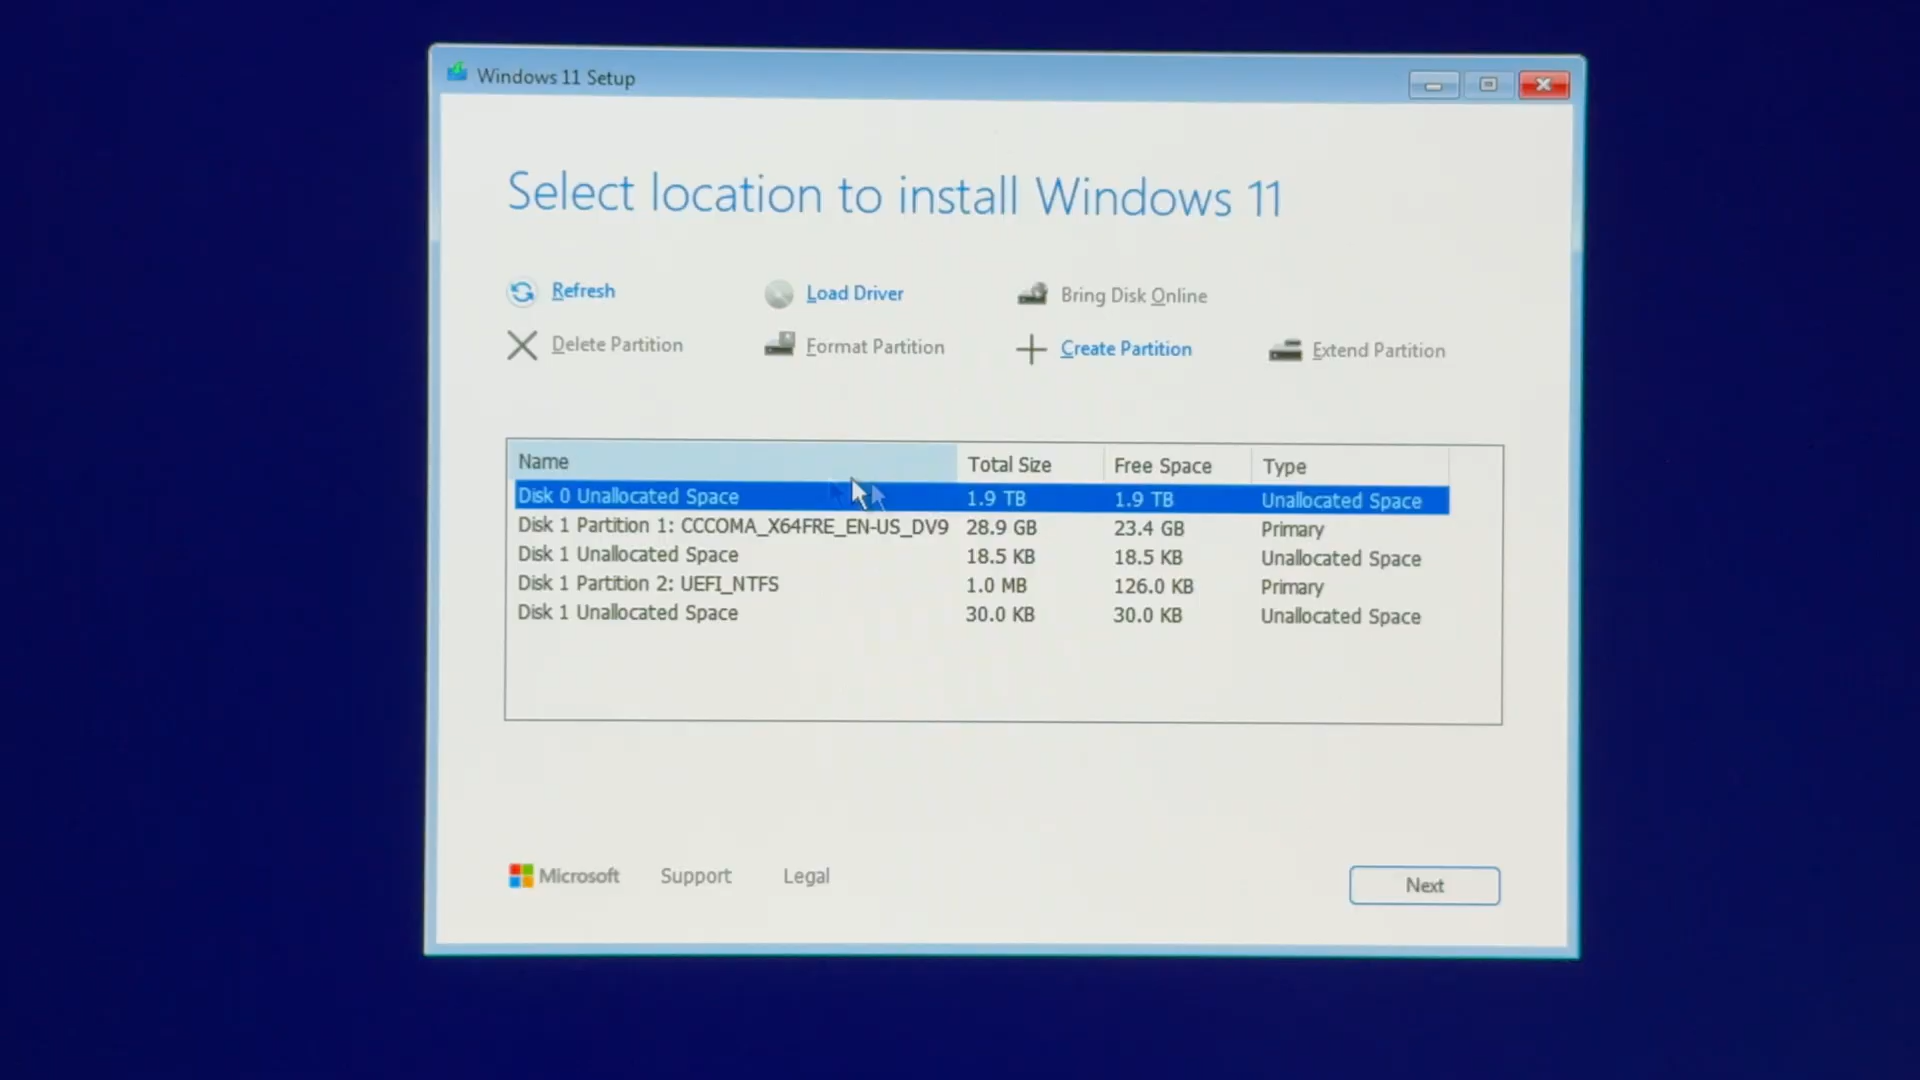 Windows 11 Setup
Select location to install Windows 11
Refresh
Load Driver
Bring Disk Online
Delete Partition
Format Partition
Create Partition
Extend Partition
Name Total Size Free Space Type
Disk 0 Unallocated Space 1.9 TB 1.9 TB Unallocated Space
Disk 1 Partition 1: CCCOMA_X64FRE_EN-US_DV9 28.9 GB 23.4 GB Primary
Disk 1 Unallocated Space 18.5 KB 18.5 KB Unallocated Space
Disk 1 Partition 2: UEFI_NTFS 1.0 MB 126.0 KB Primary
Disk 1 Unallocated Space 30.0 KB 30.0 KB Unallocated Space
Microsoft Support Legal
Next